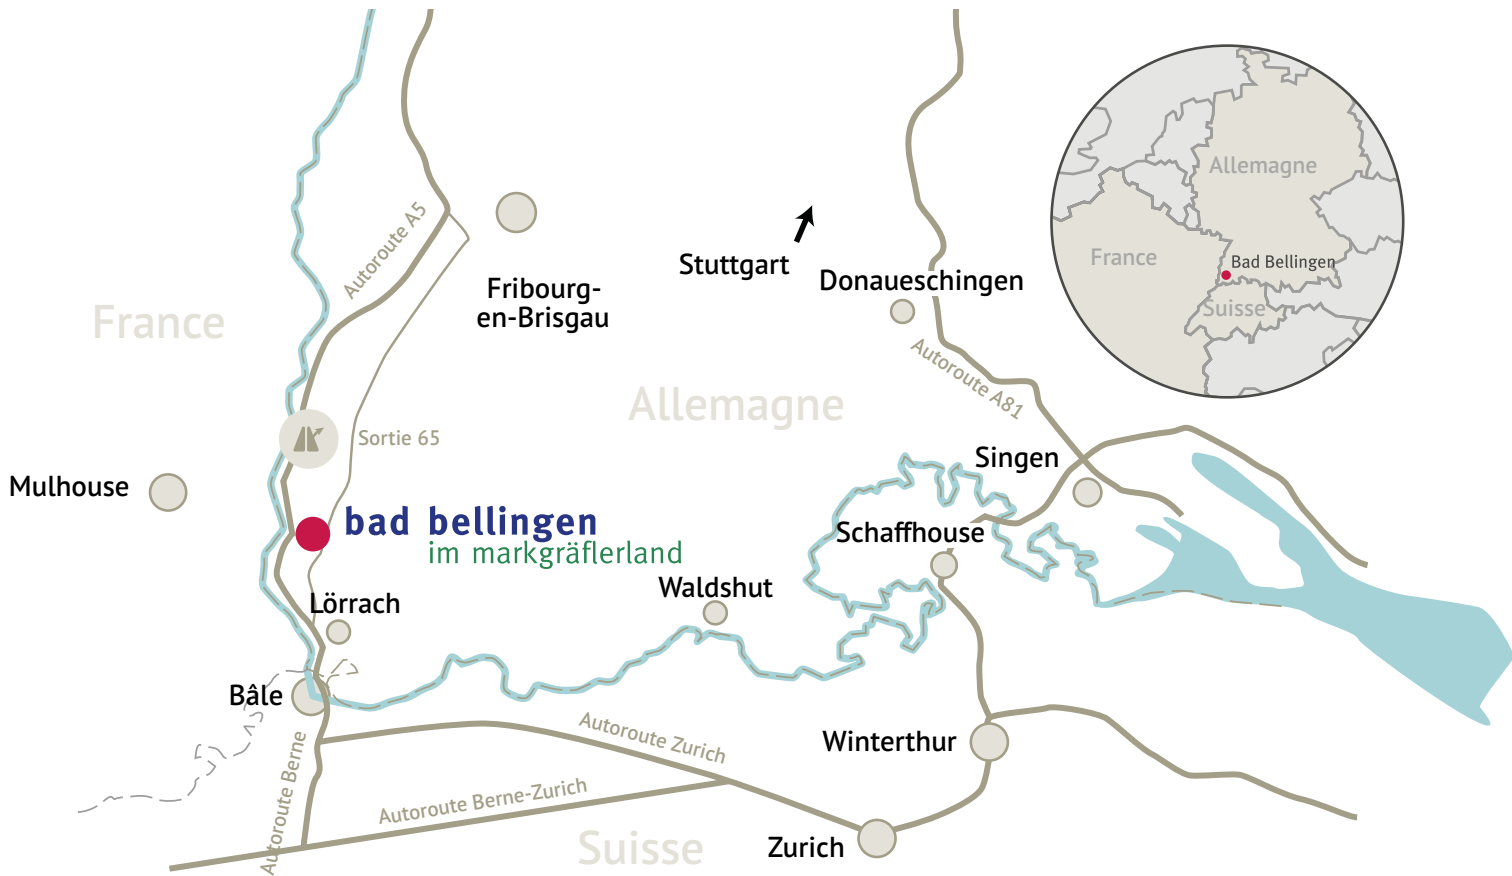 Autoroute A5
Fribourg-
en-Brisgau
Stuttgart
Donaueschingen
Allemagne
France
Bad Bellingen
Suisse
France
Autoroute A81
Allemagne
Sortie 65
Singen
Mulhouse
bad bellingen
im markgräflerland
Schaffhouse
Waldshut
Lörrach
Bâle
Autoroute Zurich
Winterthur
Autoroute Berne
Autoroute Berne-Zurich
Suisse
Zurich